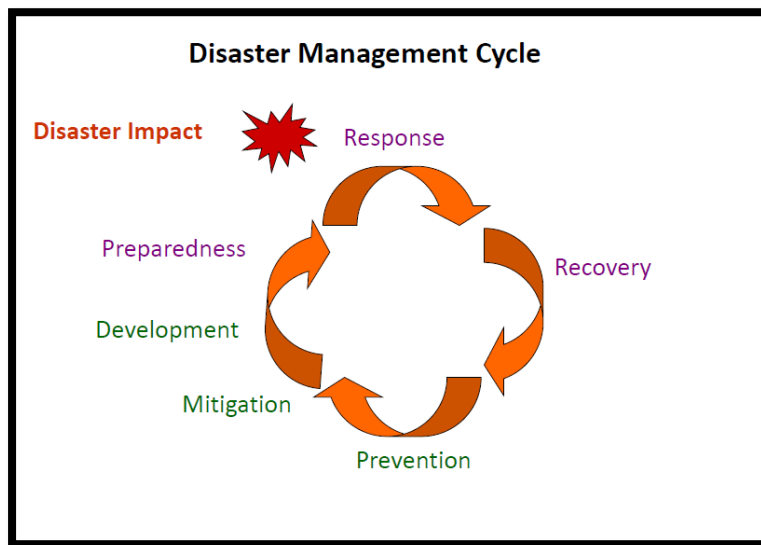 Disaster Management Cycle
Disaster Impact
Response
Preparedness
Recovery
Development
Mitigation
Prevention